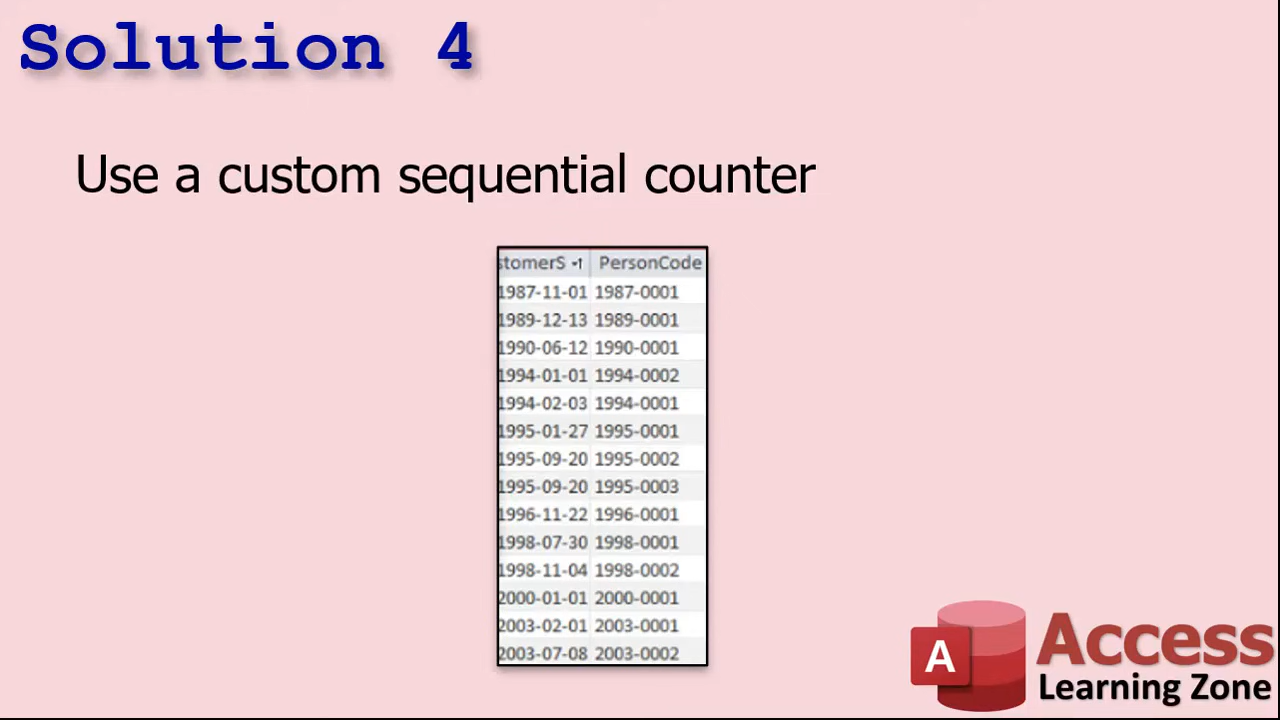 Solution 4
Use a custom sequential counter
stomerS PersonCode
1987-11-01 1987-0001
1989-12-13 1989-0001
1990-06-12 1990-0001
1994-01-01 1994-0002
1994-02-03 1994-0001
1995-01-27 1995-0001
1995-09-20 1995-0002
1995-09-20 1995-0003
1996-11-22 1996-0001
1998-07-30 1998-0001
1998-11-04 1998-0002
2000-01-01 2000-0001
2003-02-01 2003-0001
2003-07-08 2003-0002
A Access
Learning Zone